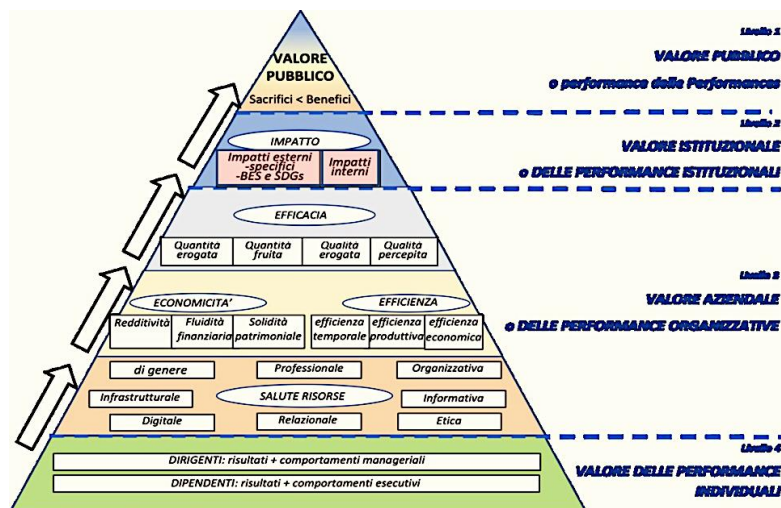 VALORE
PUBBLICO
Sacrifici < Benefici
Livello 1
VALORE PUBBLICO
o performance delle Performances
IMPATTO
Impatti esterni
-specifici
-BES e SDGs
Impatti
interni
Livello 2
VALORE ISTITUZIONALE
o DELLE PERFORMANCE ISTITUZIONALI
EFFICACIA
Quantità
erogata
Quantità
fruita
Qualità
erogata
Qualità
percepita
ECONOMICITA'
EFFICIENZA
Redditività
Fluidità
finanziaria
Solidità
patrimoniale
efficienza
temporale
efficienza
produttiva
efficienza
economica
VALORE AZIENDALE
o DELLE PERFORMANCE ORGANIZZATIVE
di genere
Professionale
Organizzativa
Infrastrutturale
SALUTE RISORSE
Informativa
Digitale
Relazionale
Etica
DIRIGENTI: risultati + comportamenti manageriali
DIPENDENTI: risultati + comportamenti esecutivi
Livello 4
VALORE DELLE PERFORMANCE
INDIVIDUALI